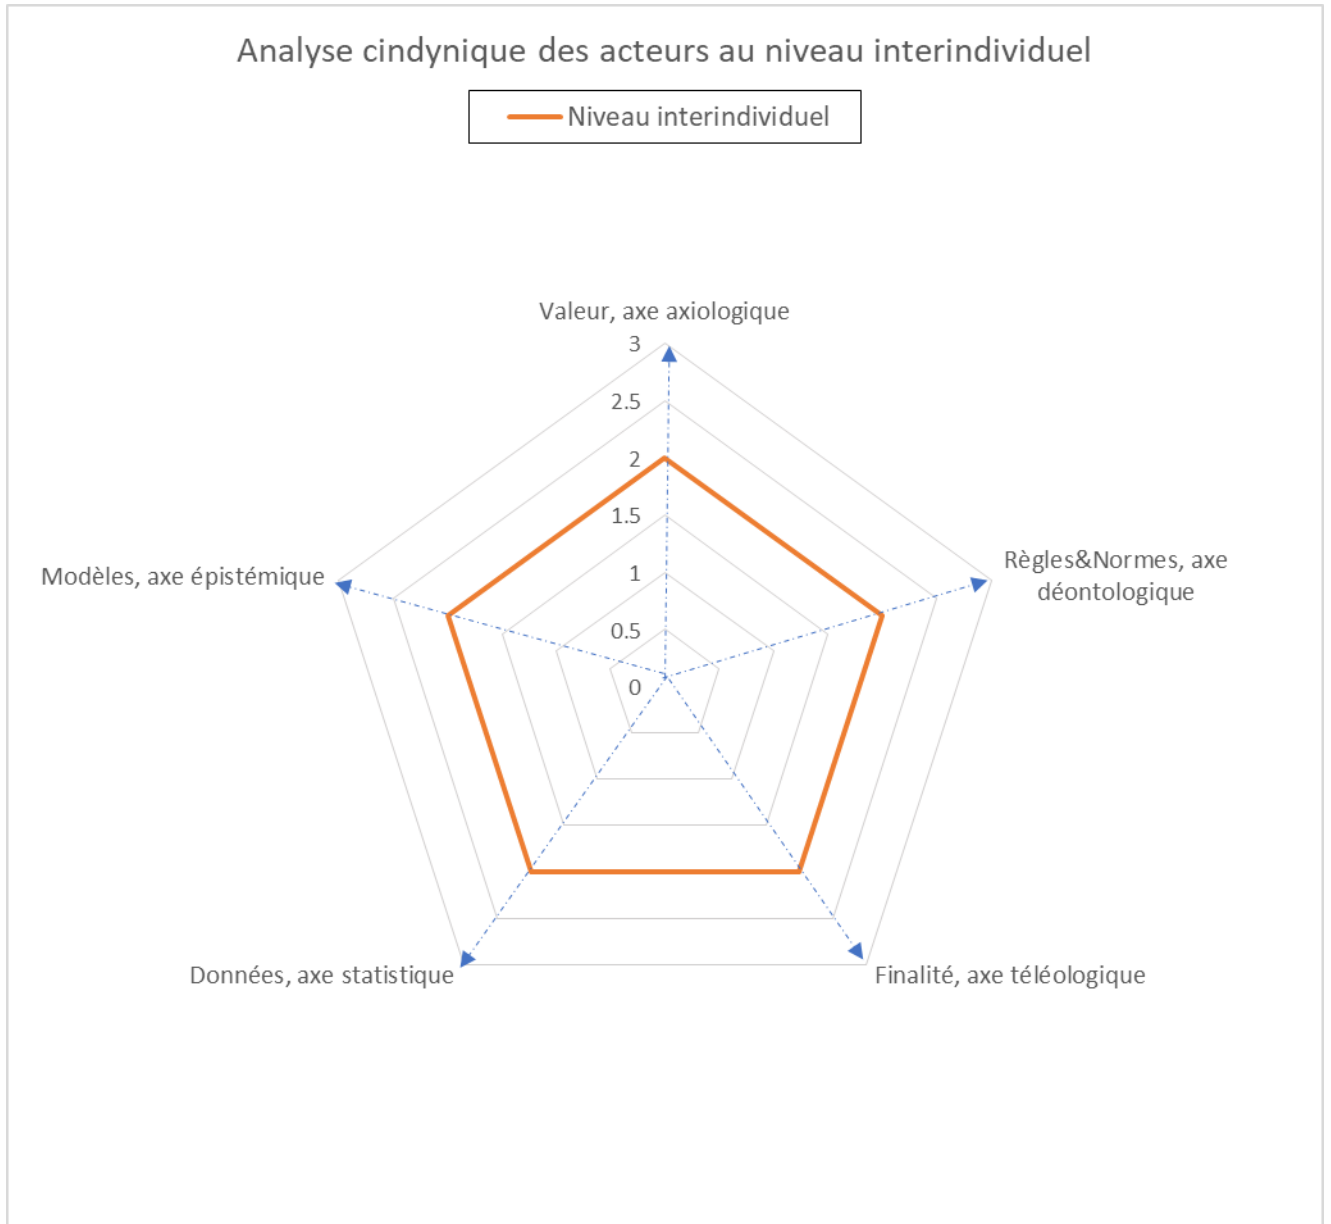 Analyse cindynique des acteurs au niveau interindividuel
Niveau interindividuel
Valeur, axe axiologique
3
2.5
2
1.5
1
0.5
0
Règles&Normes, axe
déontologique
Modèles, axe épistémique
Données, axe statistique
Finalité, axe téléologique